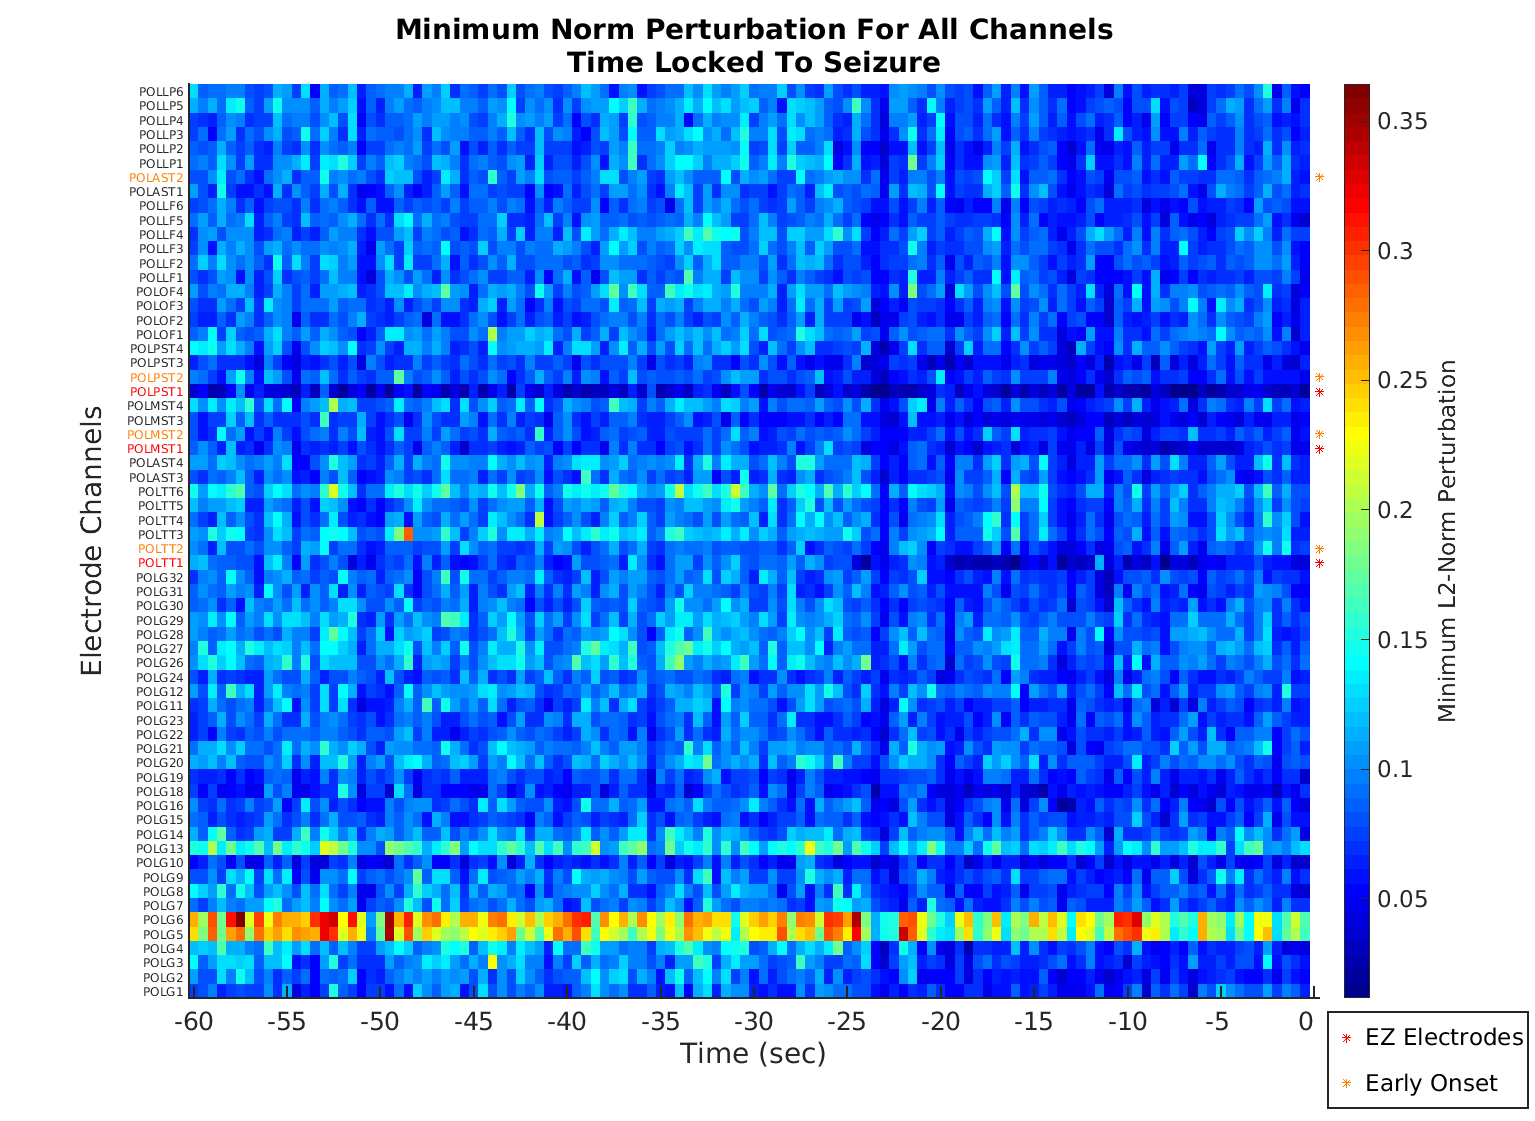 Minimum Norm Perturbation For All Channels
Time Locked To Seizure
Electrode Channels
POLLP6
POLLP5
POLLP4
POLLP3
POLLP2
POLLP1
POLAST2
POLAST1
POLLF6
POLLF5
POLLF4
POLLF3
POLLF2
POLLF1
POLOF4
POLOF3
POLOF2
POLOF1
POLPST4
POLPST3
POLPST2
POLPST1
POLMST4
POLMST3
POLMST2
POLMST1
POLAST4
POLAST3
POLTT6
POLTT5
POLTT4
POLTT3
POLTT2
POLTT1
POLG32
POLG31
POLG30
POLG29
POLG28
POLG27
POLG26
POLG24
POLG12
POLG11
POLG23
POLG22
POLG21
POLG20
POLG19
POLG18
POLG16
POLG15
POLG14
POLG13
POLG10
POLG9
POLG8
POLG7
POLG6
POLG5
POLG4
POLG3
POLG2
POLG1
-60 -55 -50 -45 -40 -35 -30 -25 -20 -15 -10 -5 0
Time (sec)
0.35
0.3
0.25
0.2
0.15
0.1
0.05
Minimum L2-Norm Perturbation
EZ Electrodes
Early Onset